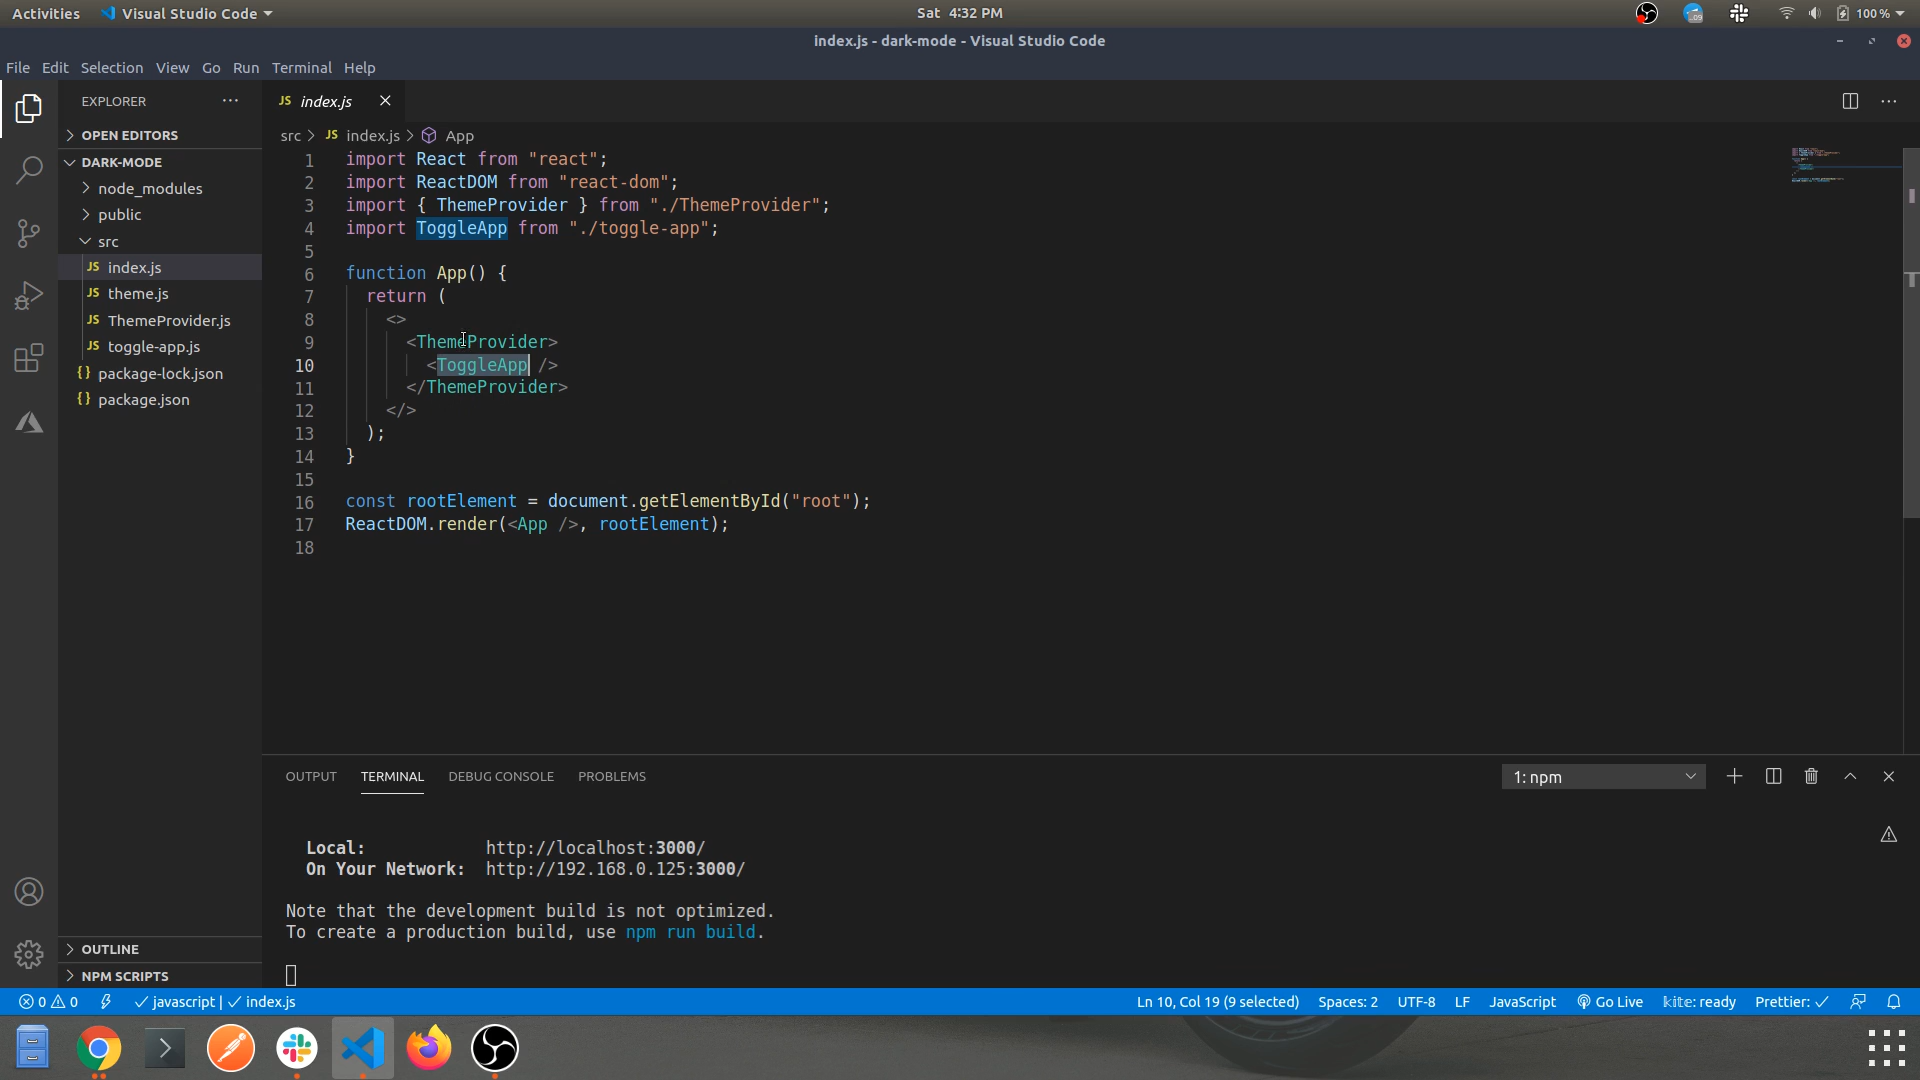 Activities Visual Studio Code Sat 4:32 PM 100 %
index.js - dark-mode - Visual Studio Code
File Edit Selection View Go Run Terminal Help
EXPLORER
OPEN EDITORS
DARK-MODE
node_modules
public
src
JS index.js
JS theme.js
JS ThemeProvider.js
JS toggle-app.js
{} package-lock.json
{} package.json
OUTLINE
NPM SCRIPTS
JS index.js
src > JS index.js > App
1 import React from "react";
2 import ReactDOM from "react-dom";
3 import { ThemeProvider } from "./ThemeProvider";
4 import ToggleApp from "./toggle-app";
5
6 function App() {
7 return (
8 <>
9 <ThemeProvider>
10 <ToggleApp />
11 </ThemeProvider>
12 </>
13 );
14 }
15
16 const rootElement = document.getElementById("root");
17 ReactDOM.render(<App />, rootElement);
18
OUTPUT TERMINAL DEBUG CONSOLE PROBLEMS 1: npm
Local: http://localhost:3000/
On Your Network: http://192.168.0.125:3000/
Note that the development build is not optimized.
To create a production build, use npm run build.
0 0 javascript | index.js Ln 10, Col 19 (9 selected) Spaces: 2 UTF-8 LF JavaScript Go Live kite: ready Prettier: